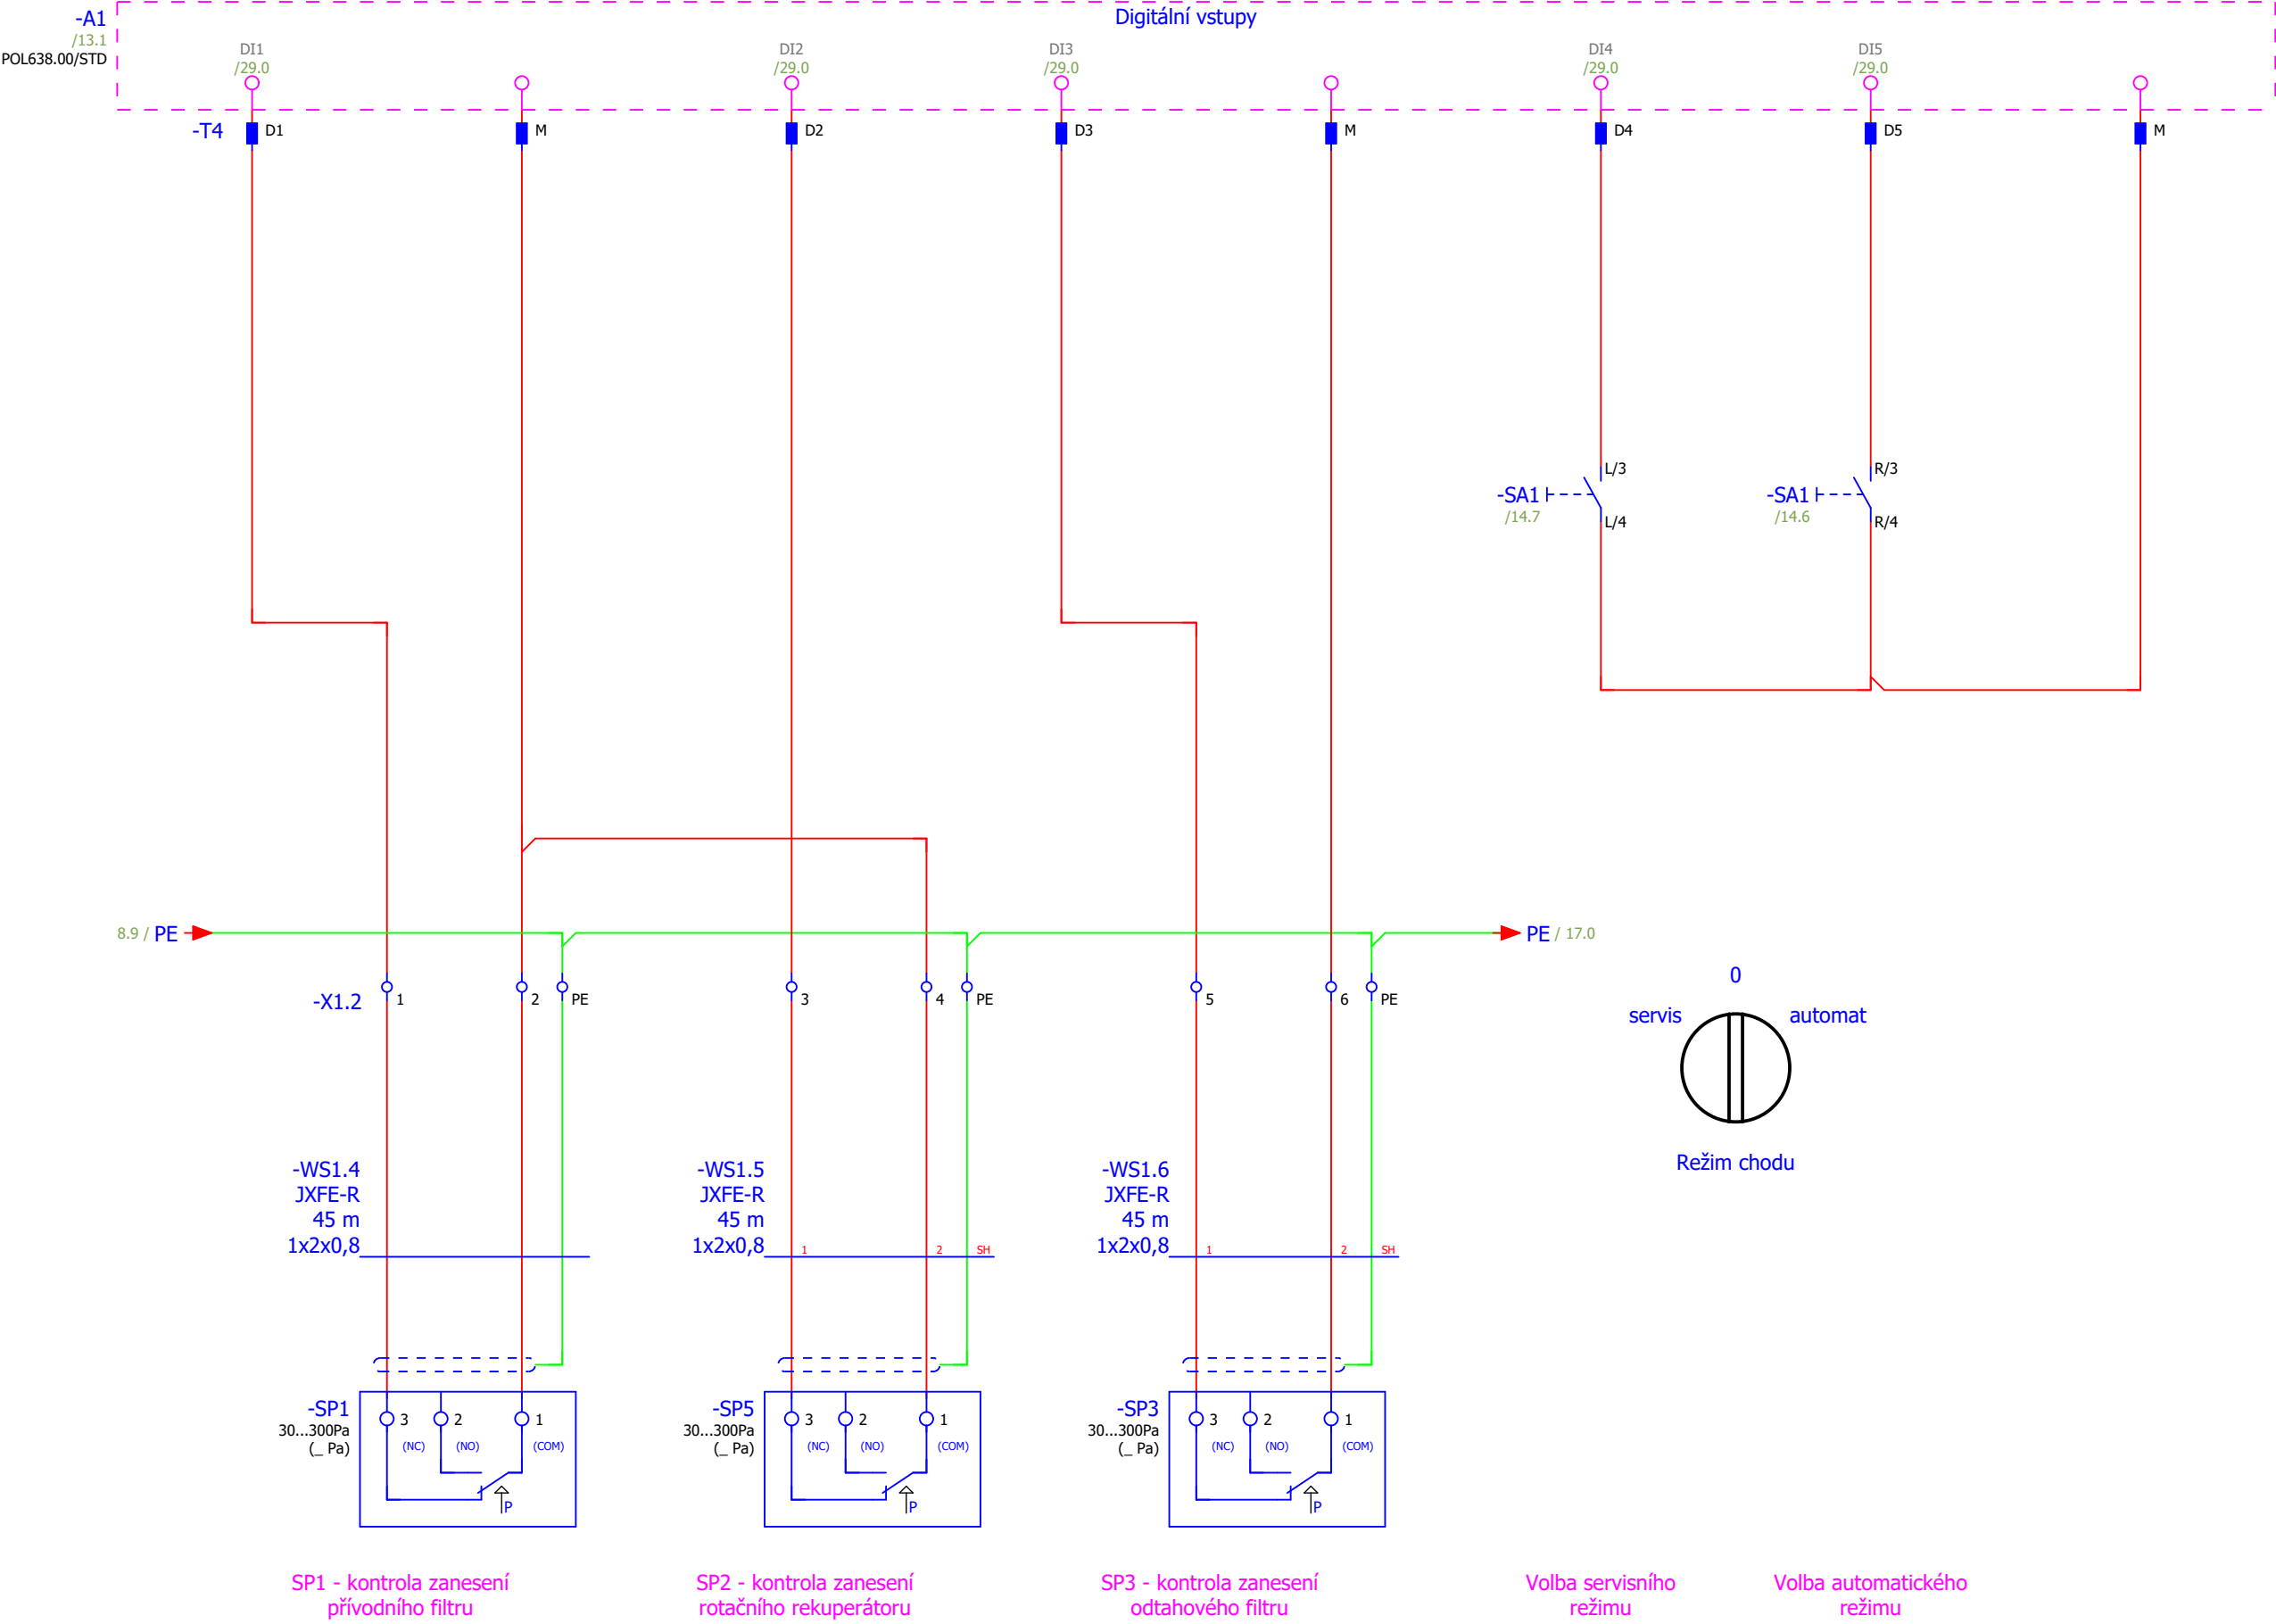 Digitální vstupy
-A1
/13.1
POL638.00/STD
DI1
/29.0
DI2
/29.0
DI3
/29.0
DI4
/29.0
DI5
/29.0
-T4
D1
M
D2
D3
M
D4
D5
M
-SA1
/14.7
L/3
L/4
-SA1
/14.6
R/3
R/4
8.9 / PE
PE / 17.0
-X1.2
1
2
PE
3
4
PE
5
6
PE
0
servis
automat
Režim chodu
-WS1.4
JXFE-R
45 m
1x2x0,8
-WS1.5
JXFE-R
45 m
1x2x0,8
1
2
SH
-WS1.6
JXFE-R
45 m
1x2x0,8
1
2
SH
-SP1
30...300Pa
(_ Pa)
3
2
1
(NC)
(NO)
(COM)
P
-SP5
30...300Pa
(_ Pa)
3
2
1
(NC)
(NO)
(COM)
P
-SP3
30...300Pa
(_ Pa)
3
2
1
(NC)
(NO)
(COM)
P
SP1 - kontrola zanesení
přívodního filtru
SP2 - kontrola zanesení
rotačního rekuperátoru
SP3 - kontrola zanesení
odtahového filtru
Volba servisního
režimu
Volba automatického
režimu